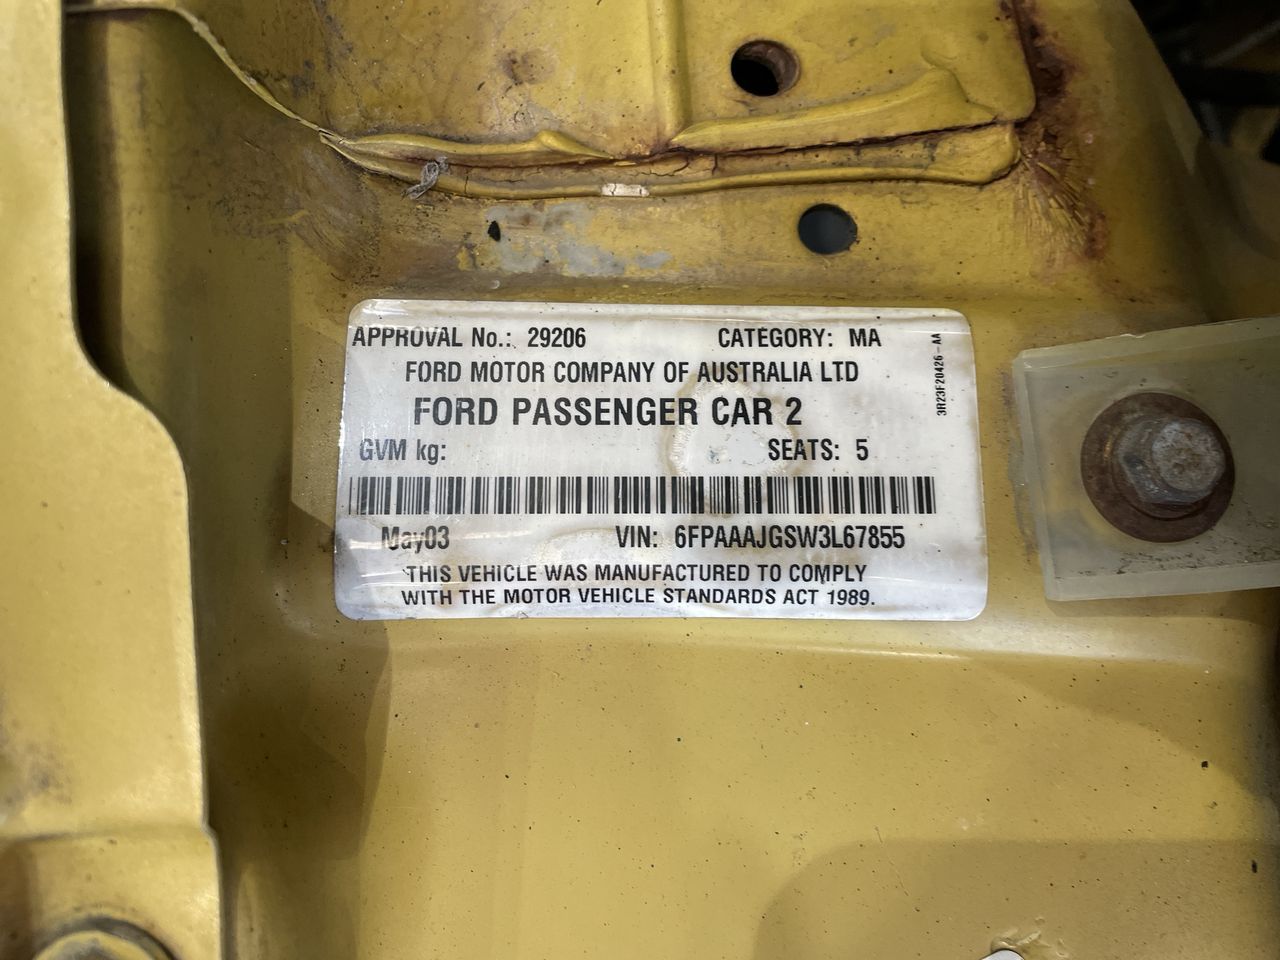 APPROVAL No.: 29206 CATEGORY: MA
FORD MOTOR COMPANY OF AUSTRALIA LTD
FORD PASSENGER CAR 2
GVM kg: SEATS: 5
May03 VIN: 6FPAAAJGSW3L67855
THIS VEHICLE WAS MANUFACTURED TO COMPLY
WITH THE MOTOR VEHICLE STANDARDS ACT 1989.
3R23F20426-AA